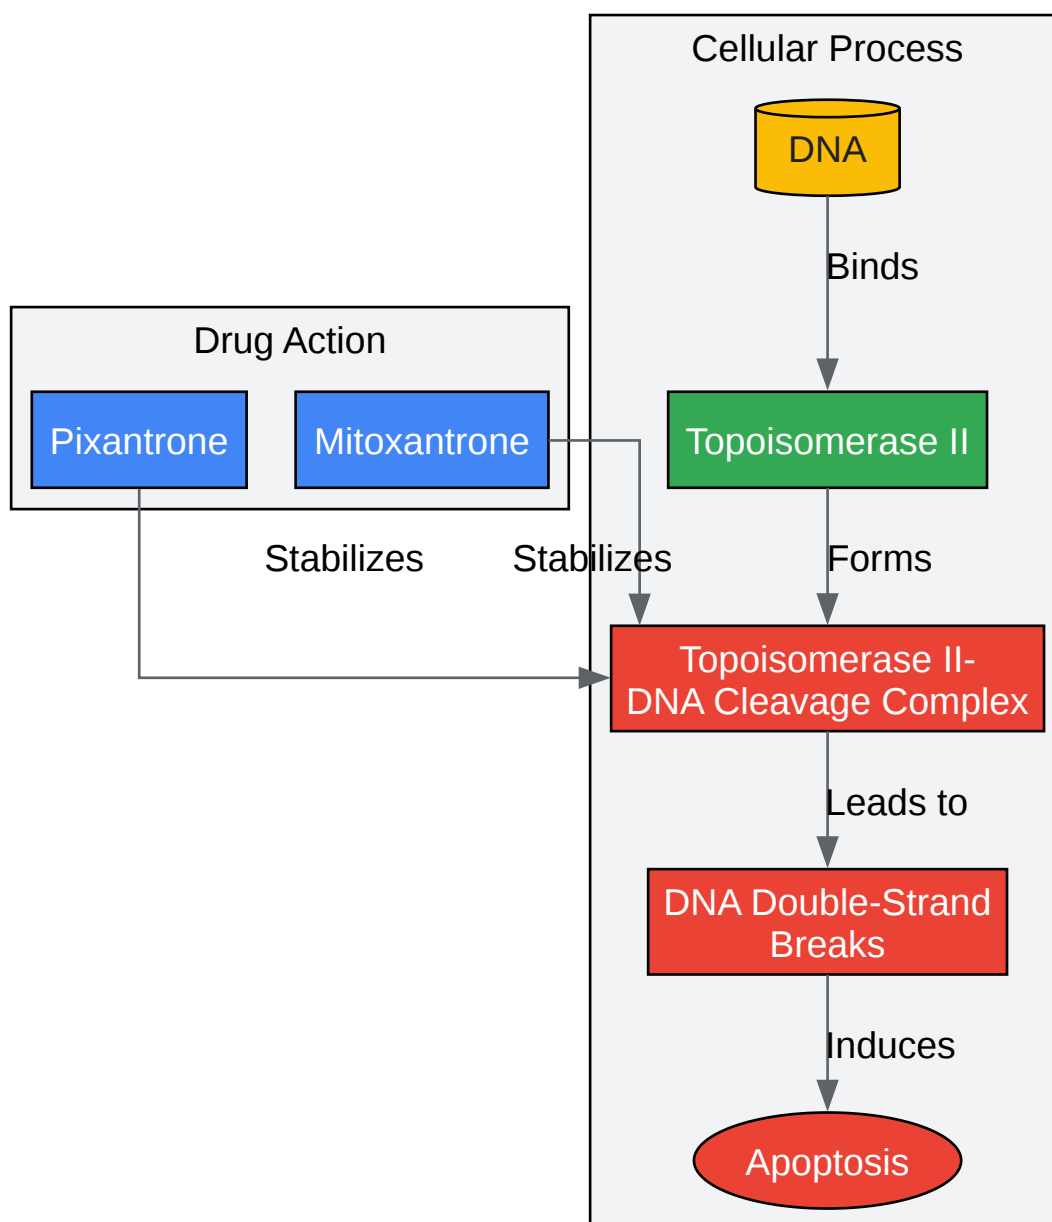 Cellular Process
DNA
Binds
Drug Action
Pixantrone
Mitoxantrone
Topoisomerase II
Stabilizes
Stabilizes
Forms
Topoisomerase II-
DNA Cleavage Complex
Leads to
DNA Double-Strand
Breaks
Induces
Apoptosis